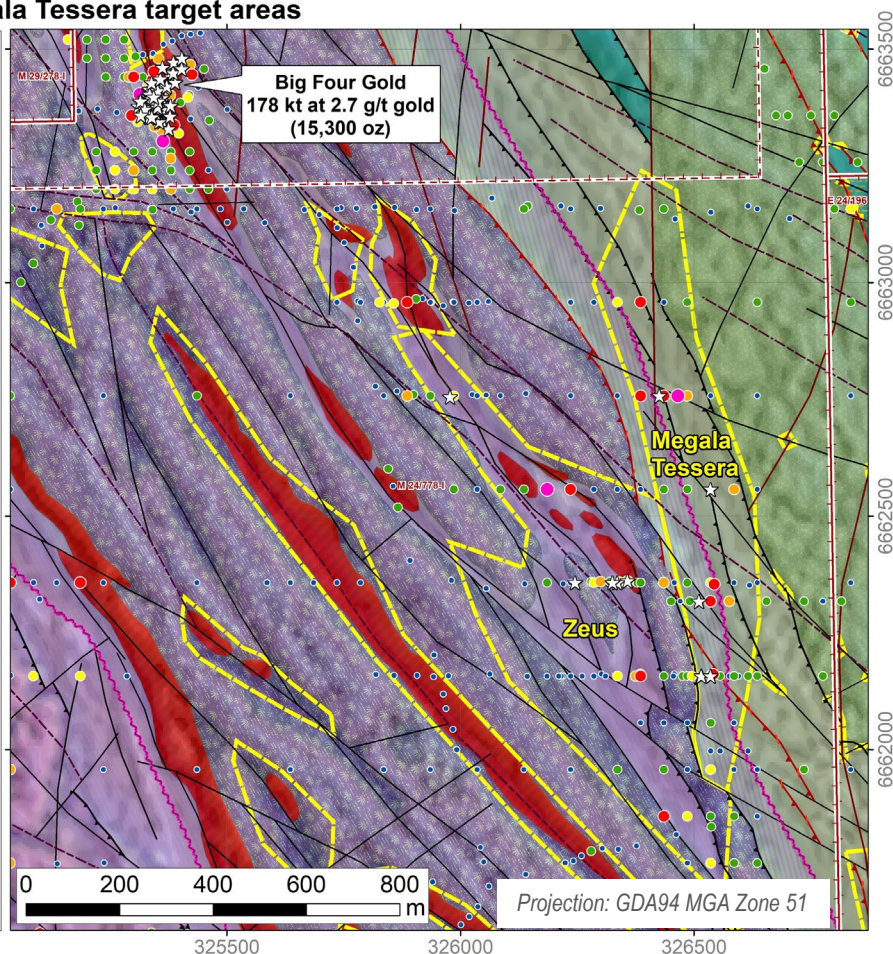 la Tessera target areas
M 29/278-I
Big Four Gold
178 kt at 2.7 g/t gold
(15,300 oz)
E 24/196
6663500
6663000
Megala
Tessera
M 24/778-I
6662500
Zeus
6662000
0 200 400 600 800
m
Projection: GDA94 MGA Zone 51
325500 326000 326500